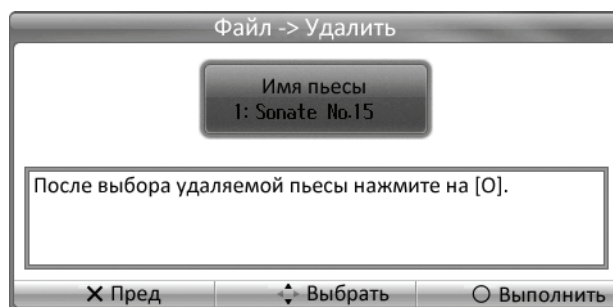 Файл -> Удалить
Имя пьесы
1: Sonate No.15
После выбора удаляемой пьесы нажмите на [O].
✕ Пред Выбрать ○ Выполнить